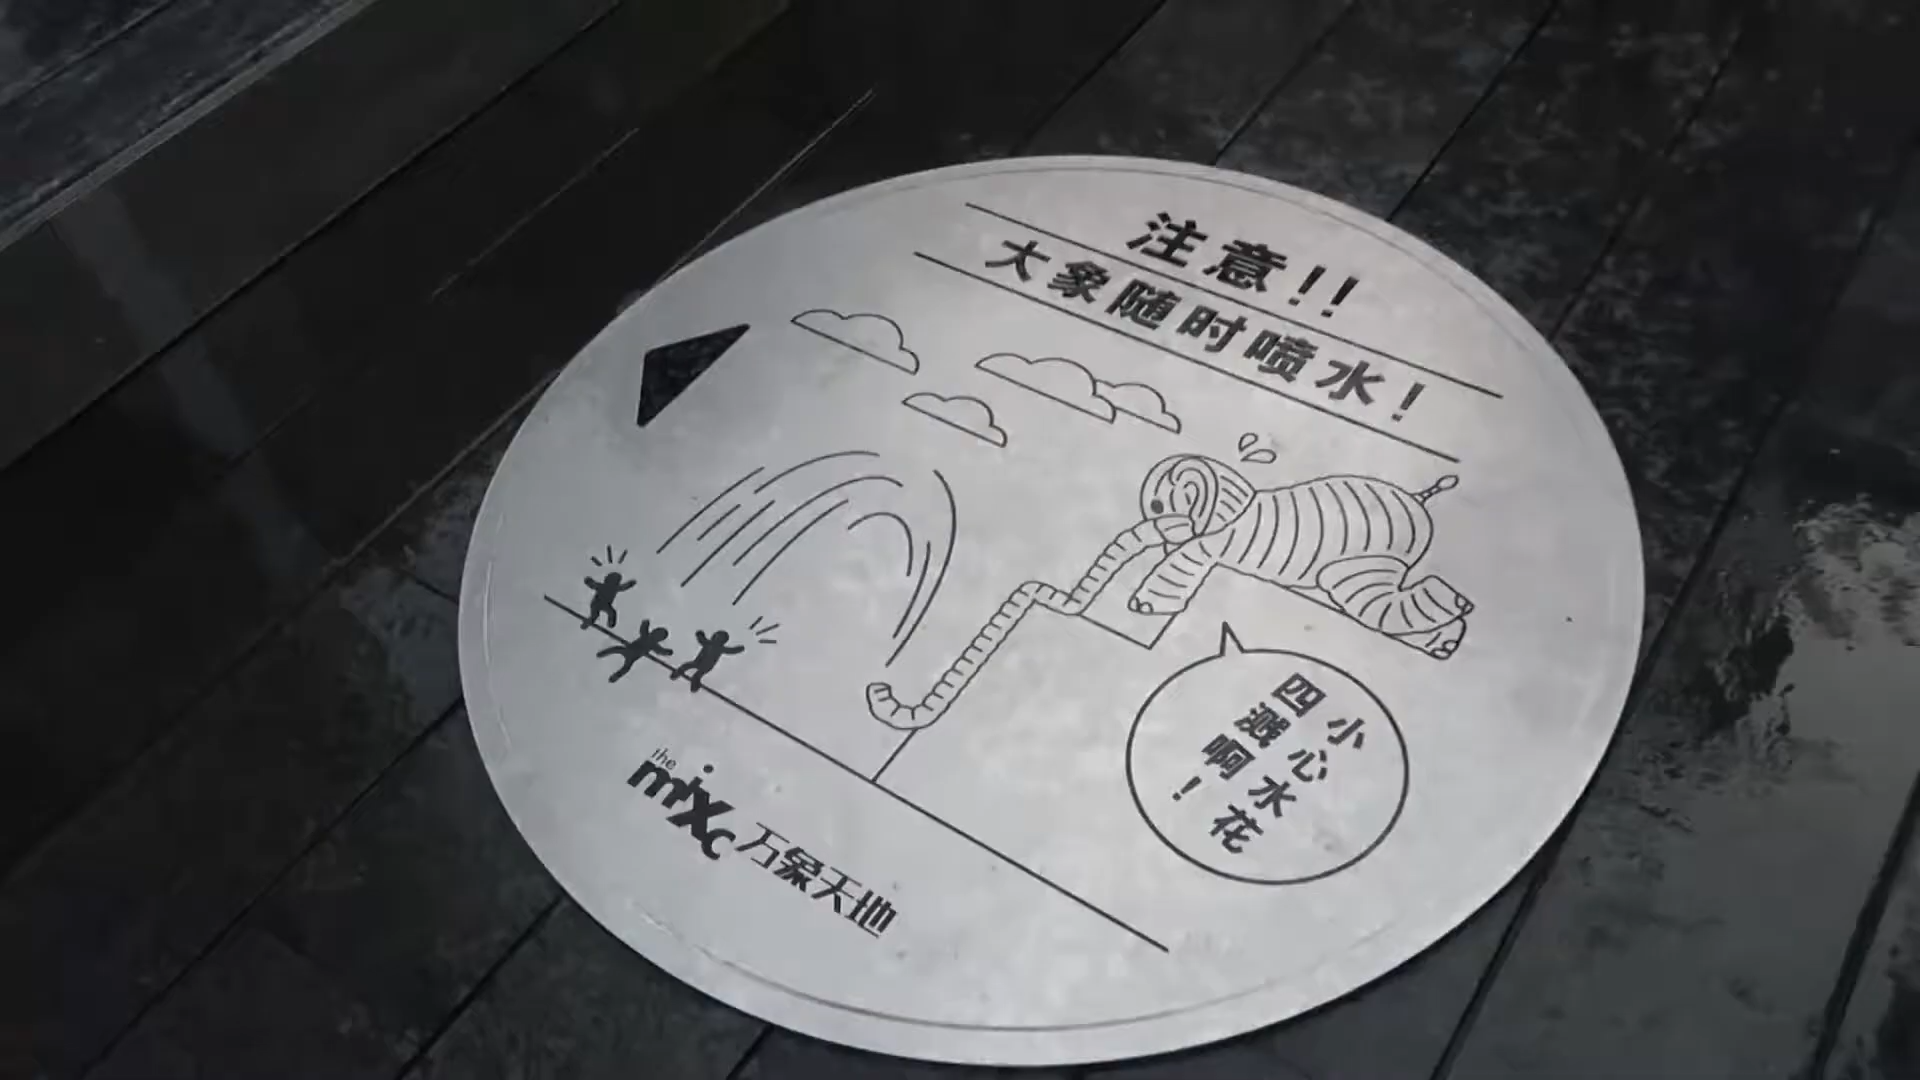 注意!!
大象随时喷水!
小心水花
四溅啊!
the
mixc 万象天地